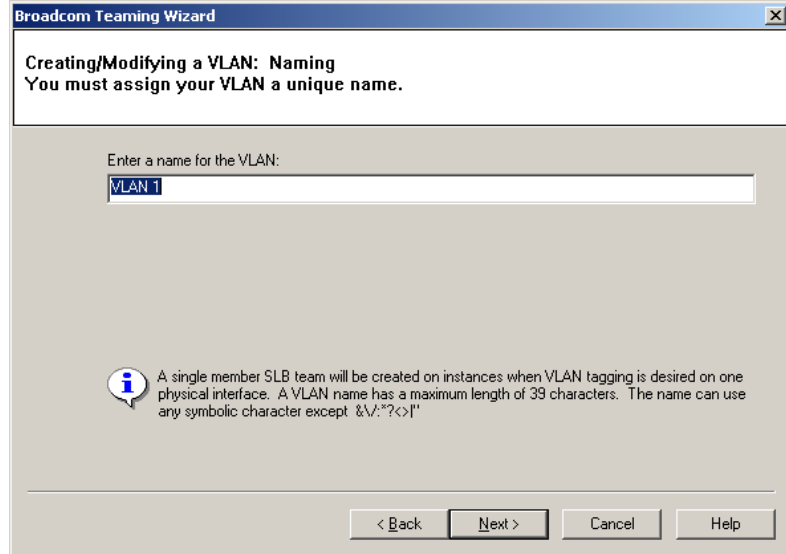 Broadcom Teaming Wizard
Creating/Modifying a VLAN: Naming
You must assign your VLAN a unique name.
Enter a name for the VLAN:
VLAN 1
A single member SLB team will be created on instances when VLAN tagging is desired on one
physical interface. A VLAN name has a maximum length of 39 characters. The name can use
any symbolic character except &\/:*?<>|"
< Back
Next >
Cancel
Help